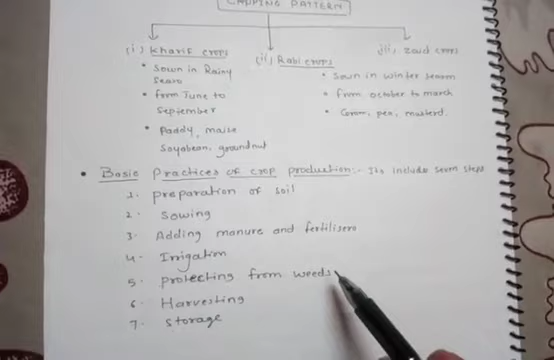 CAPPING PATTERN
(i) Kharif crops
(ii) Rabi crops
(iii) Zaid crops
• Sown in Rainy
Season
• from June to
September
• Paddy, maize
Soyabean, groundnut
• Sown in winter season
• from october to march
• Gram, pea, musterd.
• Basic Practices of crop production:- Its include seven steps
1. preparation of soil
2. Sowing
3. Adding manure and fertilisers
4. Irrigation
5. protecting from weeds
6. Harvesting
7. Storage